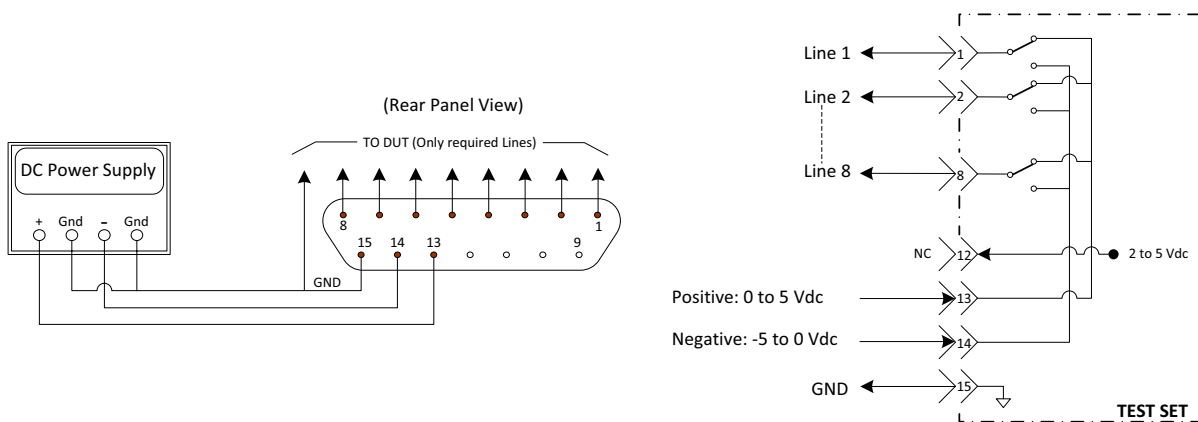 (Rear Panel View)
TO DUT (Only required Lines)
DC Power Supply
+ Gnd – Gnd
8 1
15 14 13 9
GND
Line 1 1
Line 2 2
Line 8 8
NC 12 2 to 5 Vdc
Positive: 0 to 5 Vdc 13
Negative: -5 to 0 Vdc 14
GND 15
TEST SET